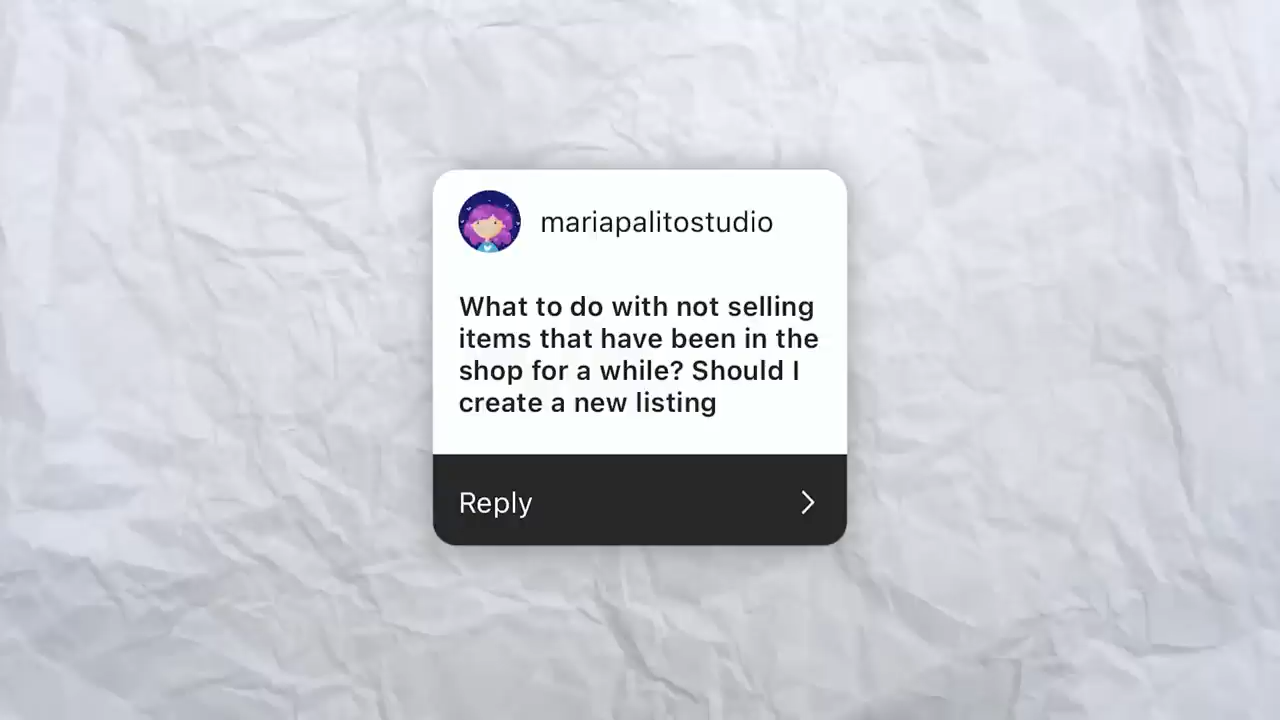 mariapalitostudio
What to do with not selling
items that have been in the
shop for a while? Should I
create a new listing
Reply